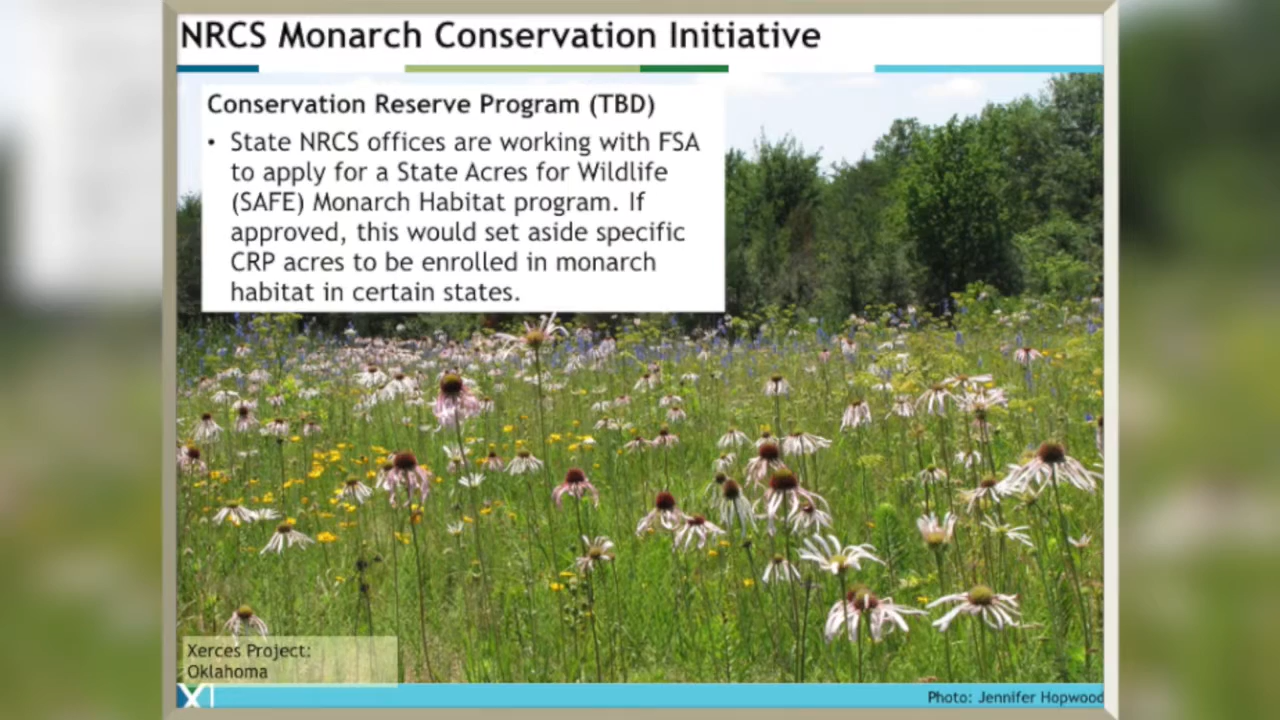 NRCS Monarch Conservation Initiative
Conservation Reserve Program (TBD)
• State NRCS offices are working with FSA
to apply for a State Acres for Wildlife
(SAFE) Monarch Habitat program. If
approved, this would set aside specific
CRP acres to be enrolled in monarch
habitat in certain states.
Xerces Project:
Oklahoma
X
Photo: Jennifer Hopwood